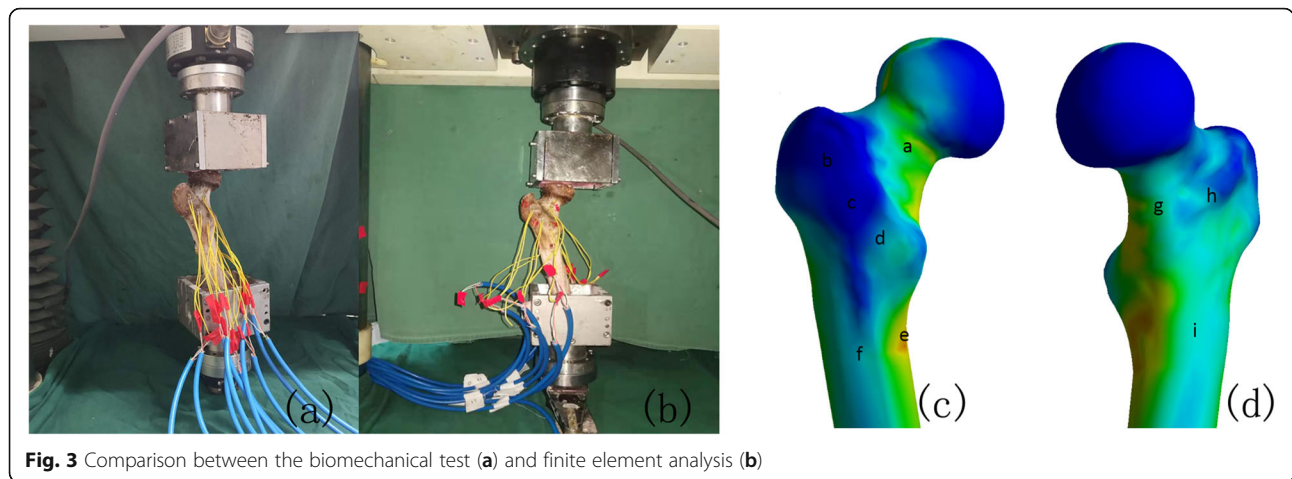 a
b
c
d
e
f
g
h
i
(a)
(b)
(c)
(d)
Fig. 3 Comparison between the biomechanical test (a) and finite element analysis (b)